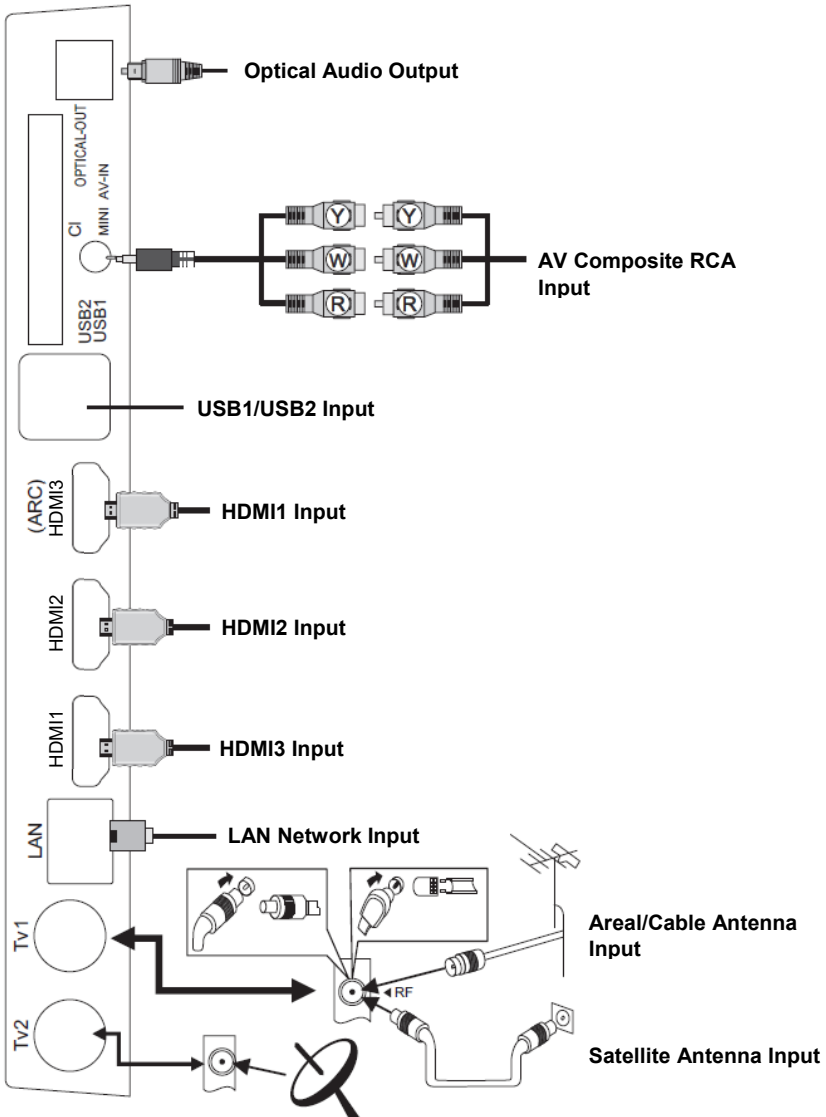 Optical Audio Output
OPTICAL-OUT
CI
MINI AV-IN
Y Y
W W
R R
AV Composite RCA
Input
USB2
USB1
USB1/USB2 Input
(ARC)
HDMI3
HDMI1 Input
HDMI2
HDMI2 Input
HDMI1
HDMI3 Input
LAN
LAN Network Input
Tv1
Areal/Cable Antenna
Input
RF
Tv2
Satellite Antenna Input